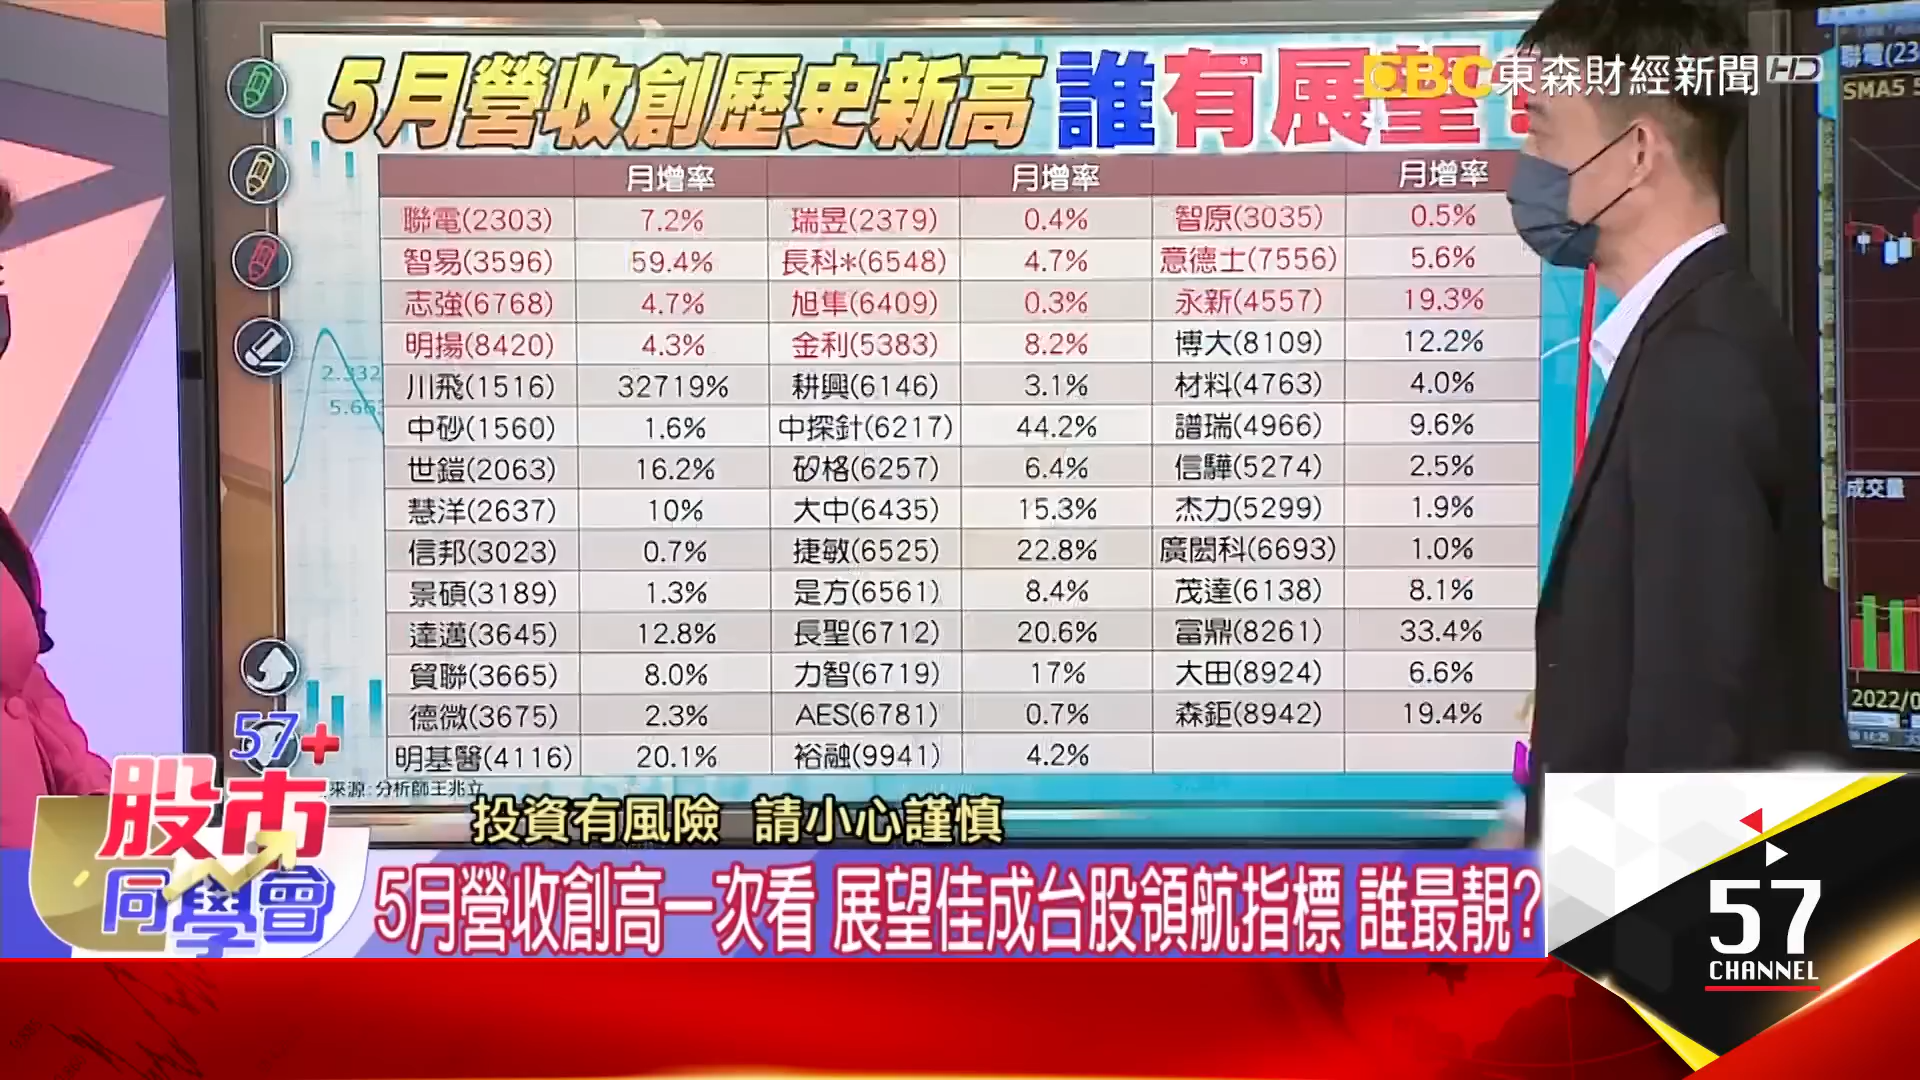 5月營收創歷史新高 誰有展望!
EBC東森財經新聞HD
月增率 月增率 月增率
聯電(2303) 7.2% 瑞昱(2379) 0.4% 智原(3035) 0.5%
智易(3596) 59.4% 長科*(6548) 4.7% 意德士(7556) 5.6%
志強(6768) 4.7% 旭隼(6409) 0.3% 永新(4557) 19.3%
明揚(8420) 4.3% 金利(5383) 8.2% 博大(8109) 12.2%
川飛(1516) 32719% 耕興(6146) 3.1% 材料(4763) 4.0%
中砂(1560) 1.6% 中探針(6217) 44.2% 譜瑞(4966) 9.6%
世鎧(2063) 16.2% 矽格(6257) 6.4% 信驊(5274) 2.5%
慧洋(2637) 10% 大中(6435) 15.3% 杰力(5299) 1.9%
信邦(3023) 0.7% 捷敏(6525) 22.8% 廣閎科(6693) 1.0%
景碩(3189) 1.3% 是方(6561) 8.4% 茂達(6138) 8.1%
達邁(3645) 12.8% 長聖(6712) 20.6% 富鼎(8261) 33.4%
貿聯(3665) 8.0% 力智(6719) 17% 大田(8924) 6.6%
德微(3675) 2.3% AES(6781) 0.7% 森鉅(8942) 19.4%
明基醫(4116) 20.1% 裕融(9941) 4.2%
來源:分析師王兆立
聯電(23
SMA5 5
成交量
2022/0
57+
股市
同學會
投資有風險 請小心謹慎
5月營收創高一次看 展望佳成台股領航指標 誰最靚?
57
CHANNEL